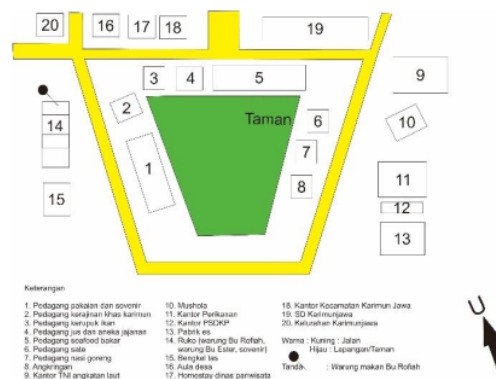 20
16
17
18
19
3
4
5
9
2
Taman
6
10
14
7
1
8
11
15
12
13
U
Keterangan
1. Pedagang pakaian dan sovenir
2. Pedagang kerajinan khas karimun
3. Pedagang kerupuk ikan
4. Pedagang jus dan aneka jajanan
5. Pedagang seafood bakar
6. Pedagang sate
7. Pedagang nasi goreng
8. Angkringan
9. Kantor TNI angkatan laut
10. Mushola
11. Kantor Perikanan
12. Kantor PSDKP
13. Pabrik es
14. Ruko (warung Bu Rofiah,
warung Bu Ester, sovenir)
15. Bengkel las
16. Aula desa
17. Homestay dinas pariwisata
18. Kantor Kecamatan Karimun Jawa
19. SD Karimunjawa
20. Kelurahan Karimunjawa
Warna : Kuning : Jalan
Hijau : Lapangan/Taman
Tanda : Warung makan Bu Rofiah